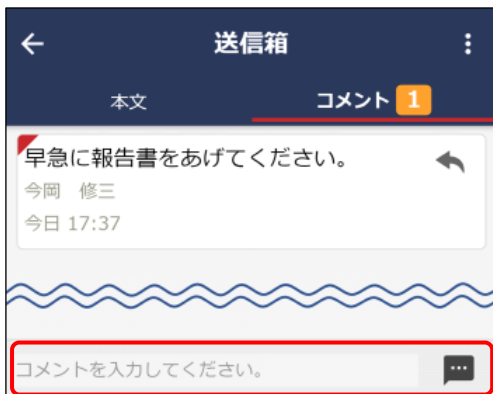 送信箱
本文
コメント 1
早急に報告書をあげてください。
今岡　修三
今日 17:37
コメントを入力してください。